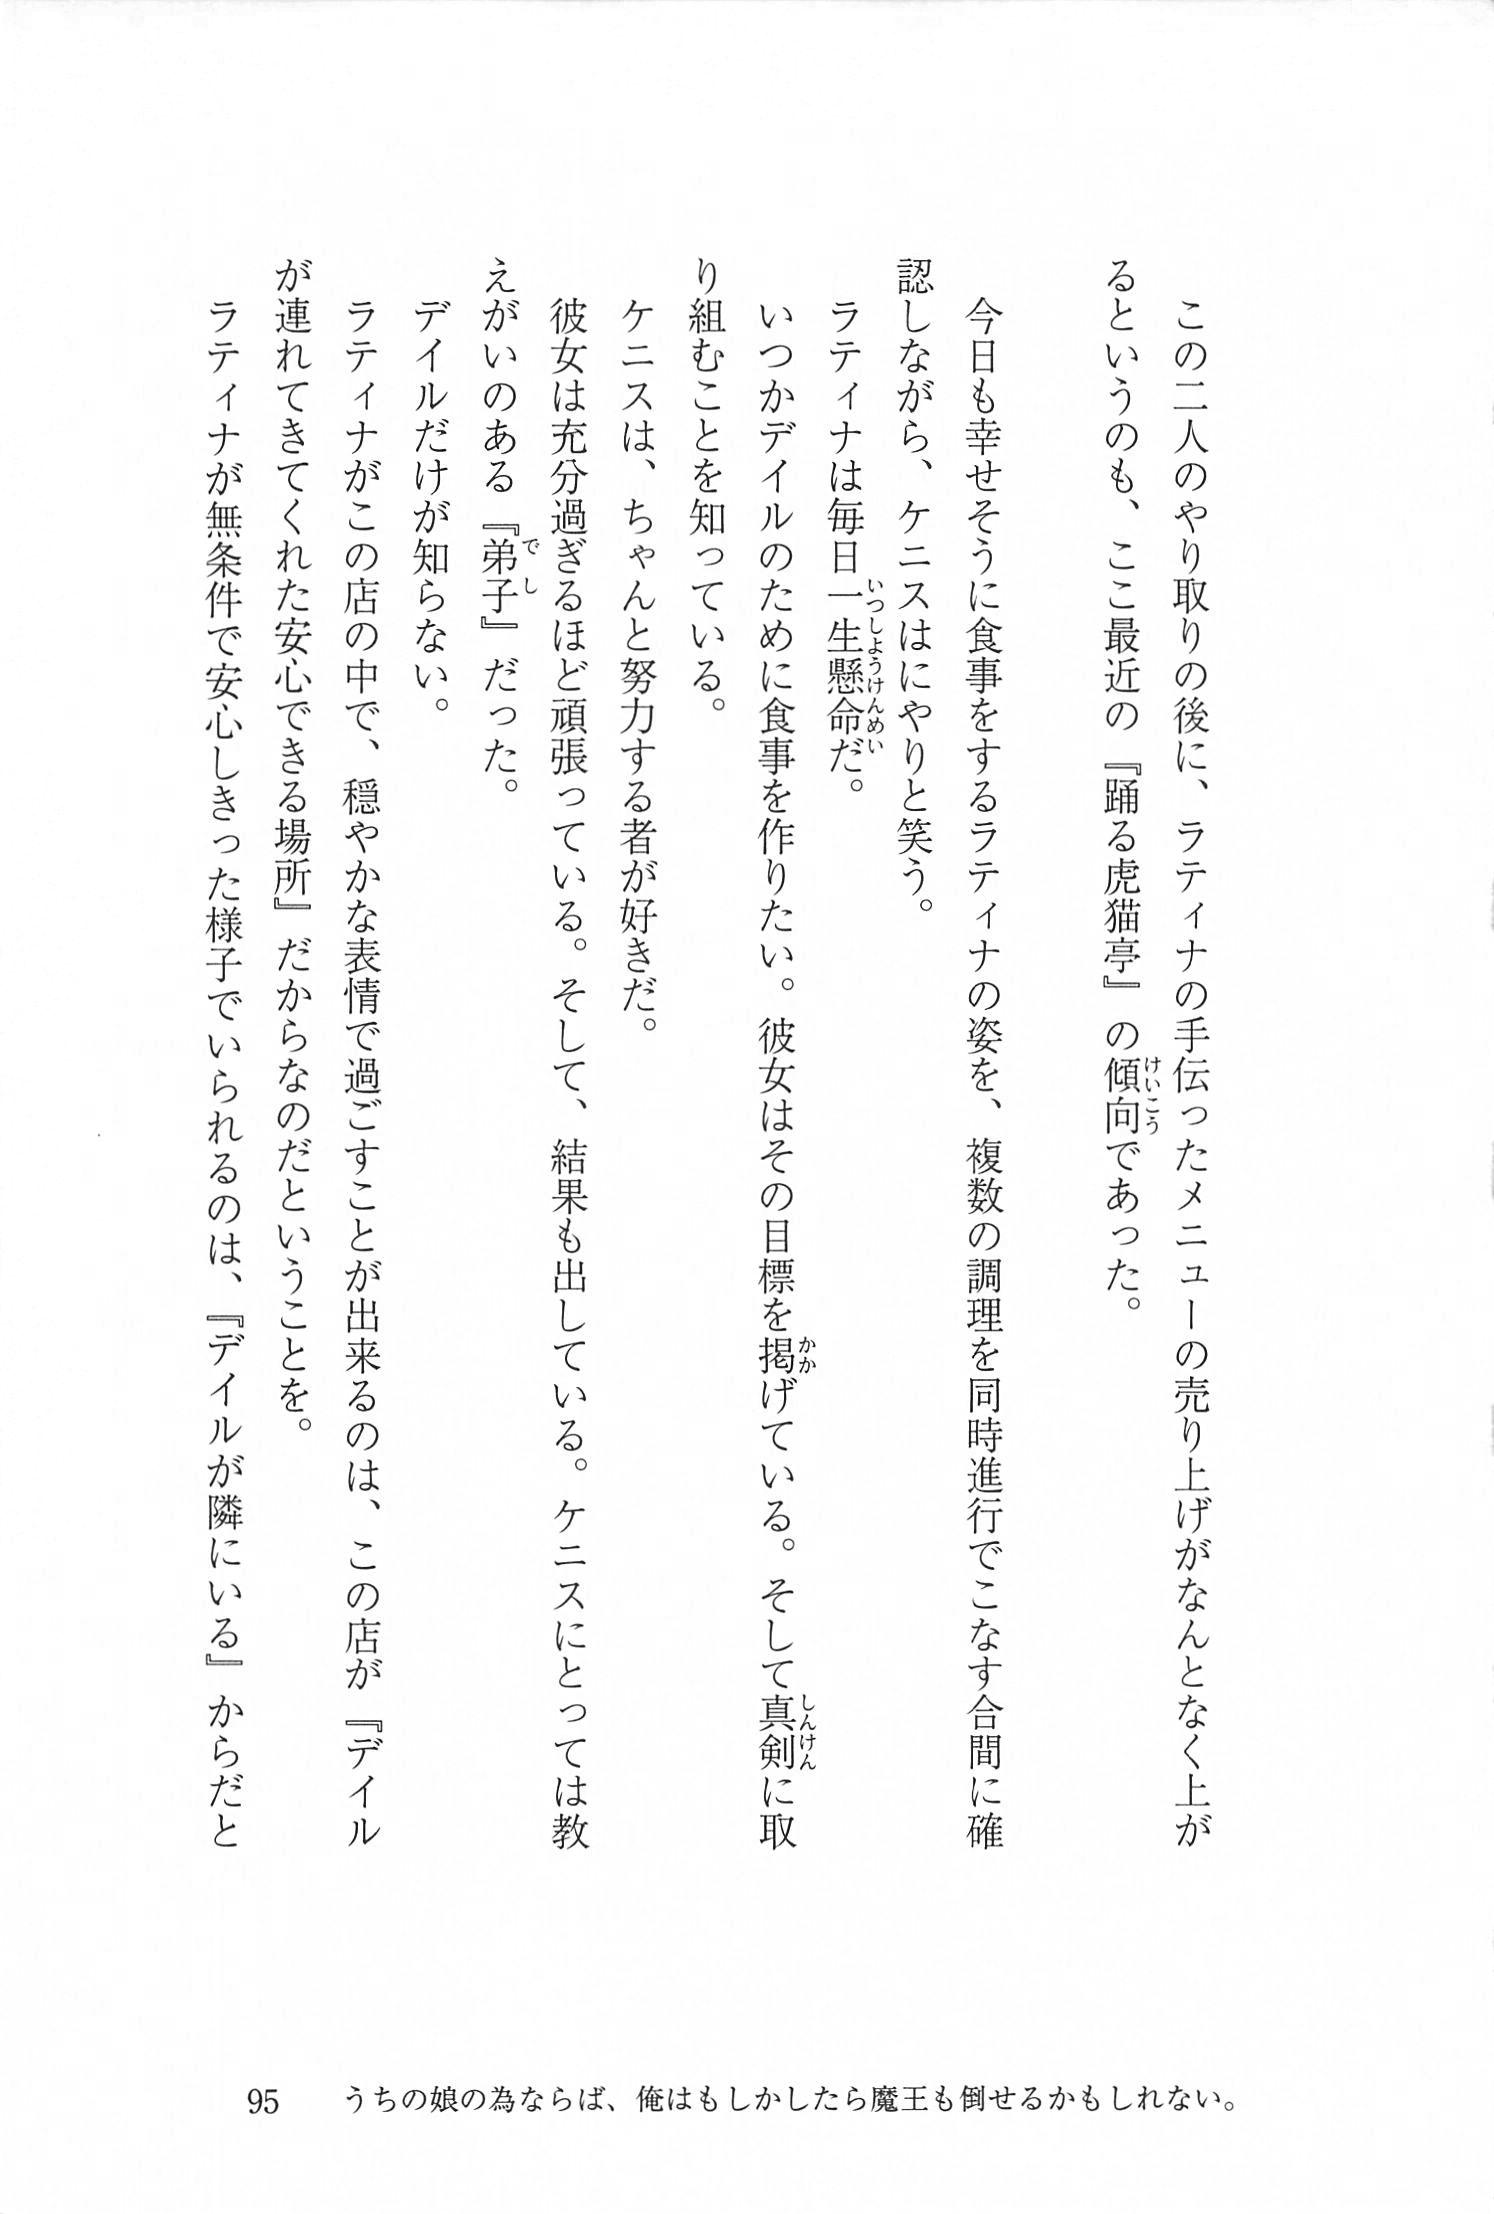 この二人のやり取りの後に、ラティナの手伝ったメニューの売り上げがなんとなく上が
るというのも、ここ最近の『踊る虎猫亭』の傾向であった。
今日も幸せそうに食事をするラティナの姿を、複数の調理を同時進行でこなす合間に確
認しながら、ケニスはにやりと笑う。
ラティナは毎日一生懸命だ。
いつかデイルのために食事を作りたい。彼女はその目標を掲げている。そして真剣に取
り組むことを知っている。
ケニスは、ちゃんと努力する者が好きだ。
彼女は充分過ぎるほど頑張っている。そして、結果も出している。ケニスにとっては教
えがいのある『弟子』だった。
デイルだけが知らない。
ラティナがこの店の中で、穏やかな表情で過ごすことが出来るのは、この店が『デイル
が連れてきてくれた安心できる場所』だからなのだということを。
ラティナが無条件で安心しきった様子でいられるのは、『デイルが隣にいる』からだと
95 うちの娘の為ならば、俺はもしかしたら魔王も倒せるかもしれない。